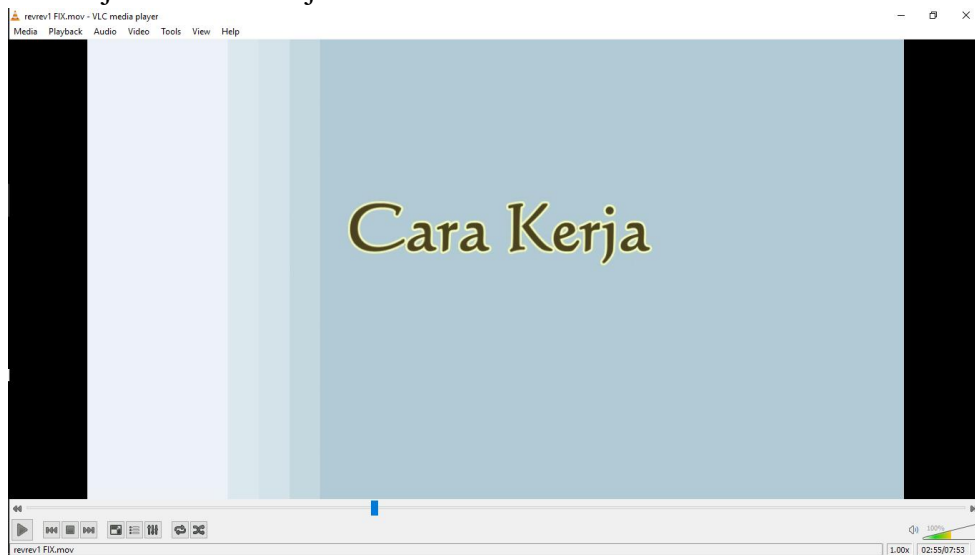 revrev1 FIX.mov - VLC media player
Media Playback Audio Video Tools View Help
Cara Kerja
100%
revrev1 FIX.mov 1.00x 02:55/07:53